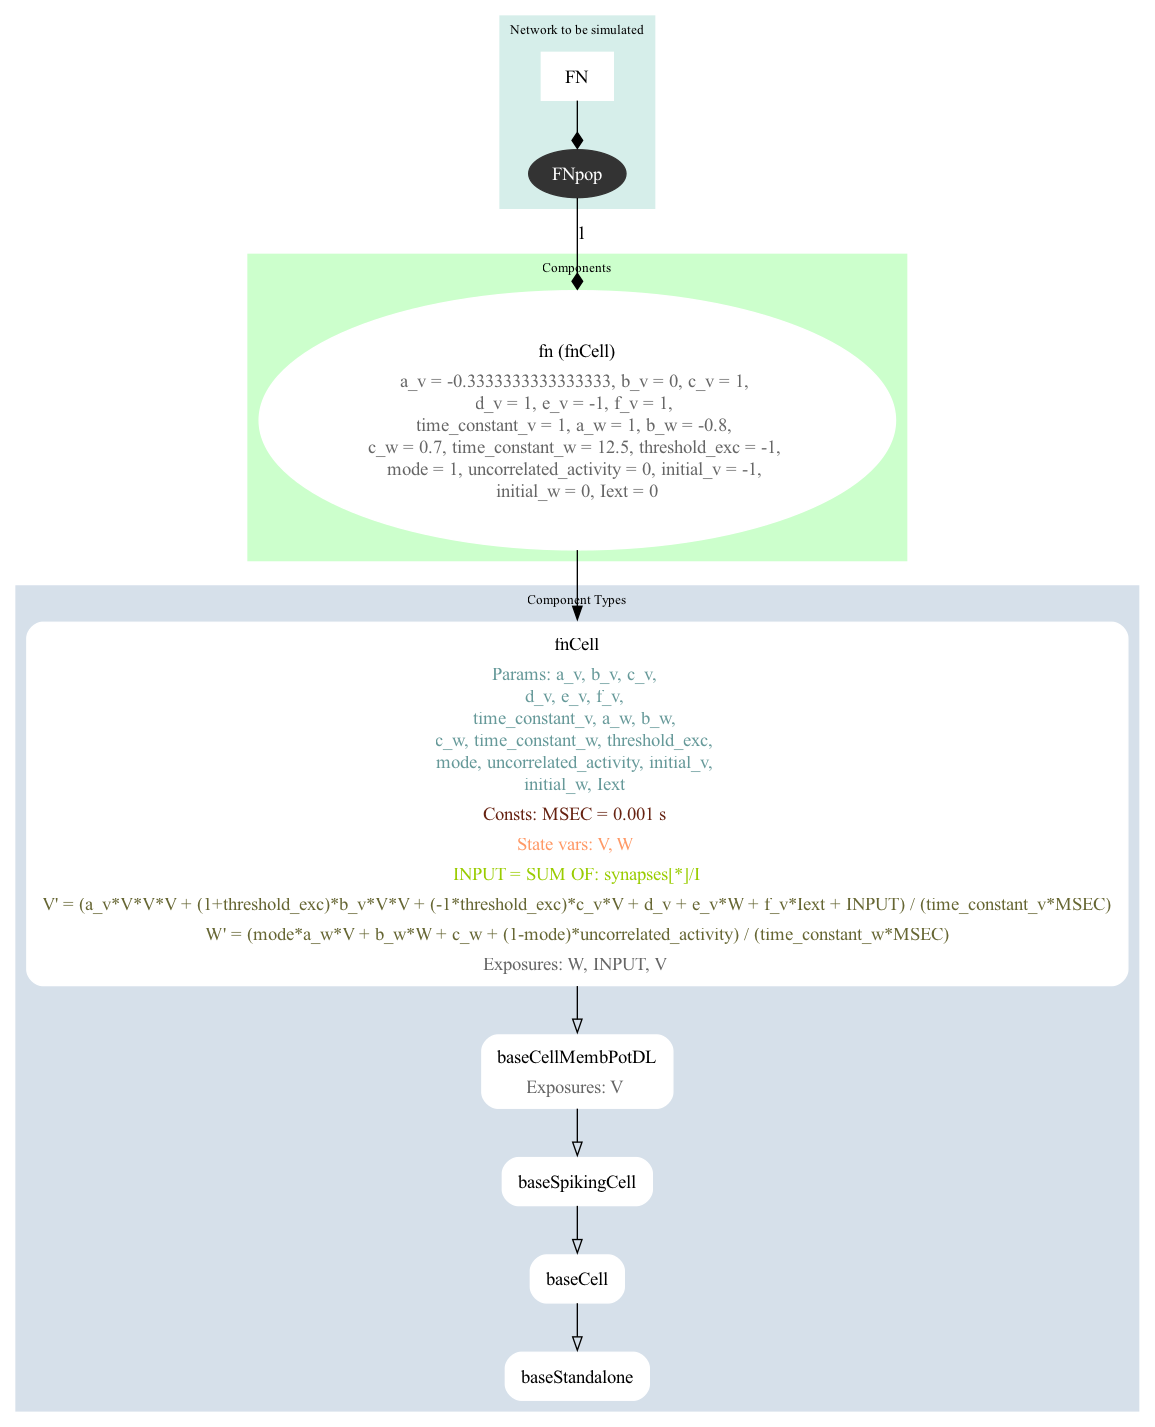 Network to be simulated
FN
FNpop
1
Components
fn (fnCell)
a_v = -0.3333333333333333, b_v = 0, c_v = 1,
d_v = 1, e_v = -1, f_v = 1,
time_constant_v = 1, a_w = 1, b_w = -0.8,
c_w = 0.7, time_constant_w = 12.5, threshold_exc = -1,
mode = 1, uncorrelated_activity = 0, initial_v = -1,
initial_w = 0, Iext = 0
Component Types
fnCell
Params: a_v, b_v, c_v,
d_v, e_v, f_v,
time_constant_v, a_w, b_w,
c_w, time_constant_w, threshold_exc,
mode, uncorrelated_activity, initial_v,
initial_w, Iext
Consts: MSEC = 0.001 s
State vars: V, W
INPUT = SUM OF: synapses[*]/I
V' = (a_v*V*V*V + (1+threshold_exc)*b_v*V*V + (-1*threshold_exc)*c_v*V + d_v + e_v*W + f_v*Iext + INPUT) / (time_constant_v*MSEC)
W' = (mode*a_w*V + b_w*W + c_w + (1-mode)*uncorrelated_activity) / (time_constant_w*MSEC)
Exposures: W, INPUT, V
baseCellMembPotDL
Exposures: V
baseSpikingCell
baseCell
baseStandalone